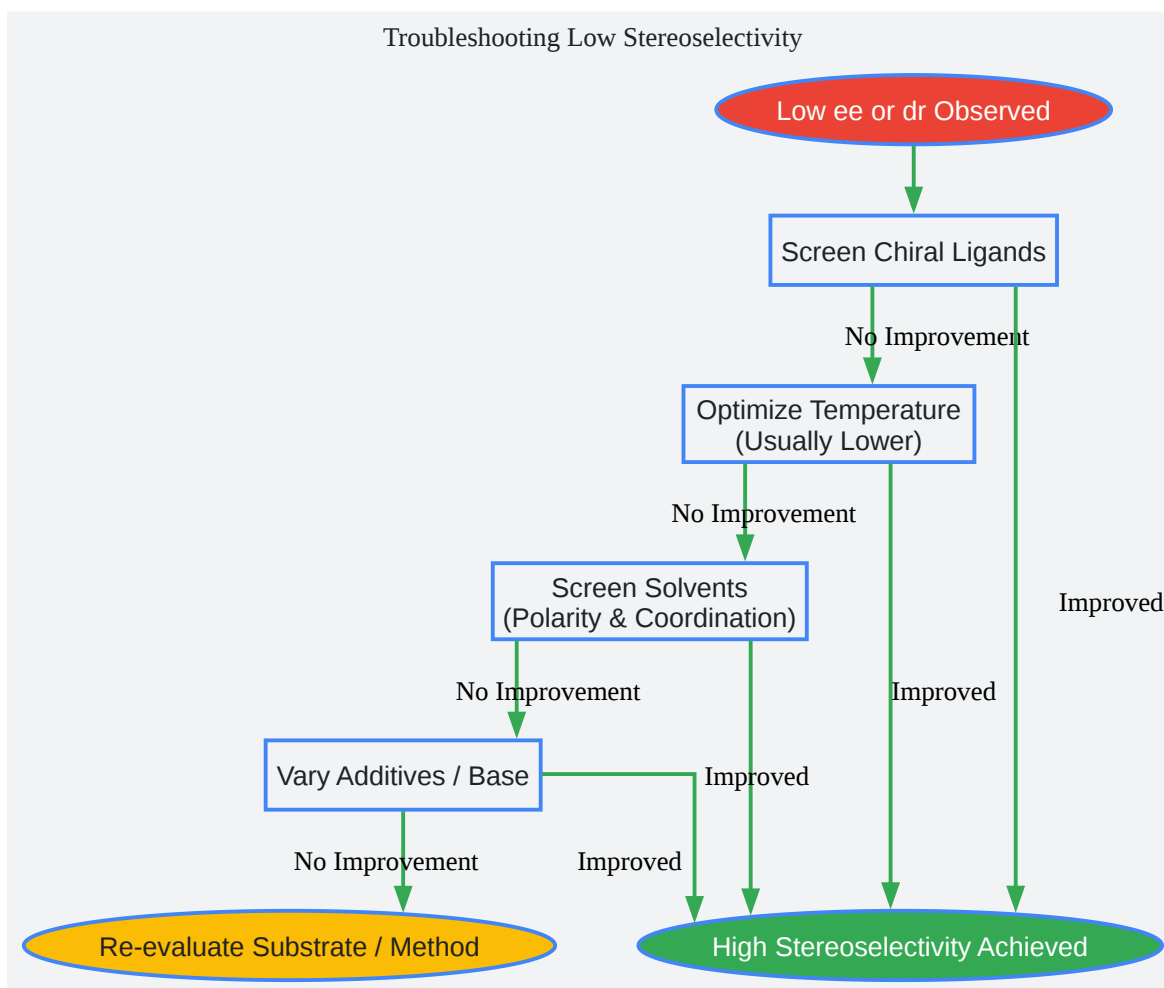 Troubleshooting Low Stereoselectivity
Low ee or dr Observed
Screen Chiral Ligands
No Improvement
Optimize Temperature
(Usually Lower)
No Improvement
Screen Solvents
(Polarity & Coordination)
Improved
No Improvement
Improved
Vary Additives / Base
Improved
No Improvement
Improved
Re-evaluate Substrate / Method
High Stereoselectivity Achieved